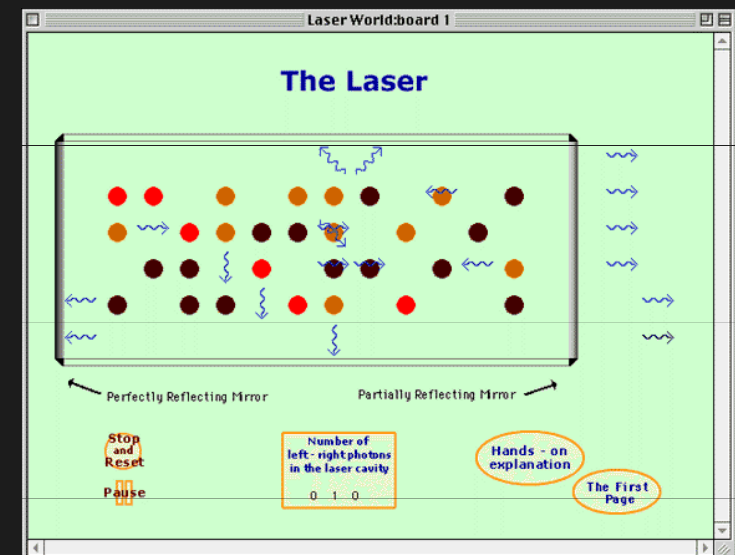 Laser World:board 1
The Laser
Perfectly Reflecting Mirror
Partially Reflecting Mirror
Stop
and
Reset
Pause
Number of
left-right photons
in the laser cavity
0 1 0
Hands - on
explanation
The First
Page